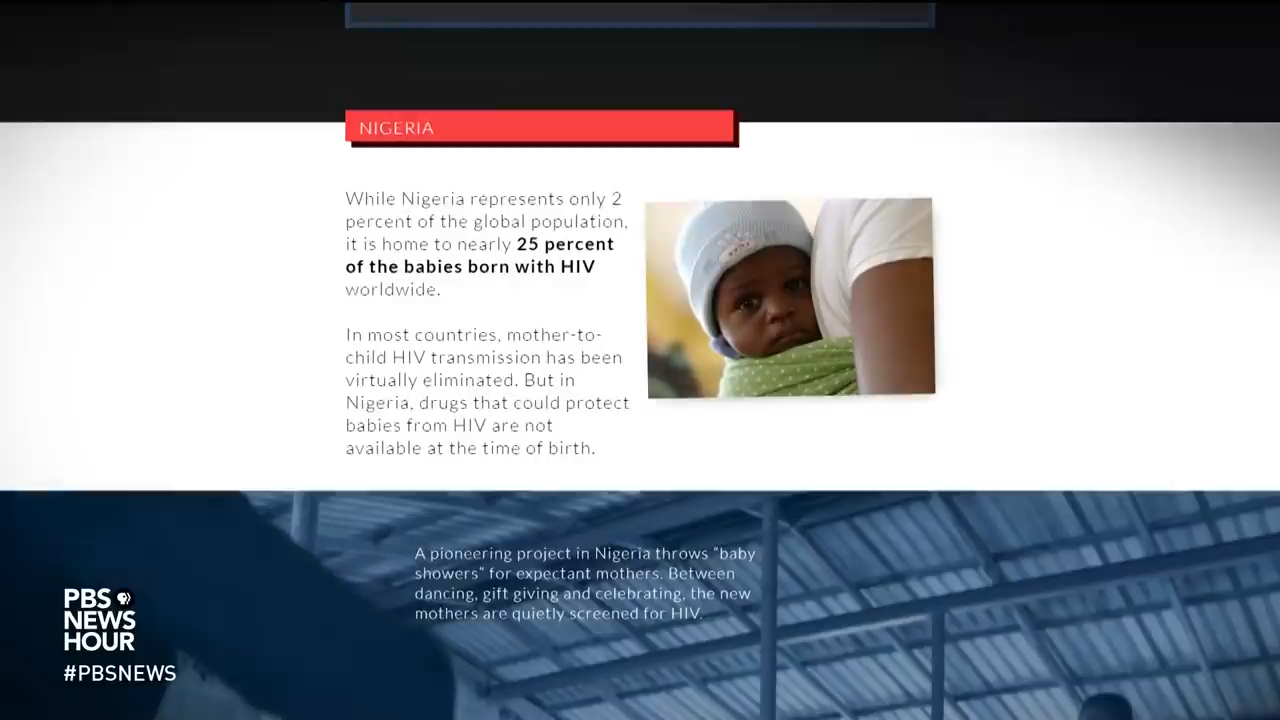 NIGERIA
While Nigeria represents only 2
percent of the global population,
it is home to nearly 25 percent
of the babies born with HIV
worldwide.
In most countries, mother-to-
child HIV transmission has been
virtually eliminated. But in
Nigeria, drugs that could protect
babies from HIV are not
available at the time of birth.
A pioneering project in Nigeria throws "baby
showers" for expectant mothers. Between
dancing, gift giving and celebrating, the new
mothers are quietly screened for HIV.
PBS
NEWS
HOUR
#PBSNEWS